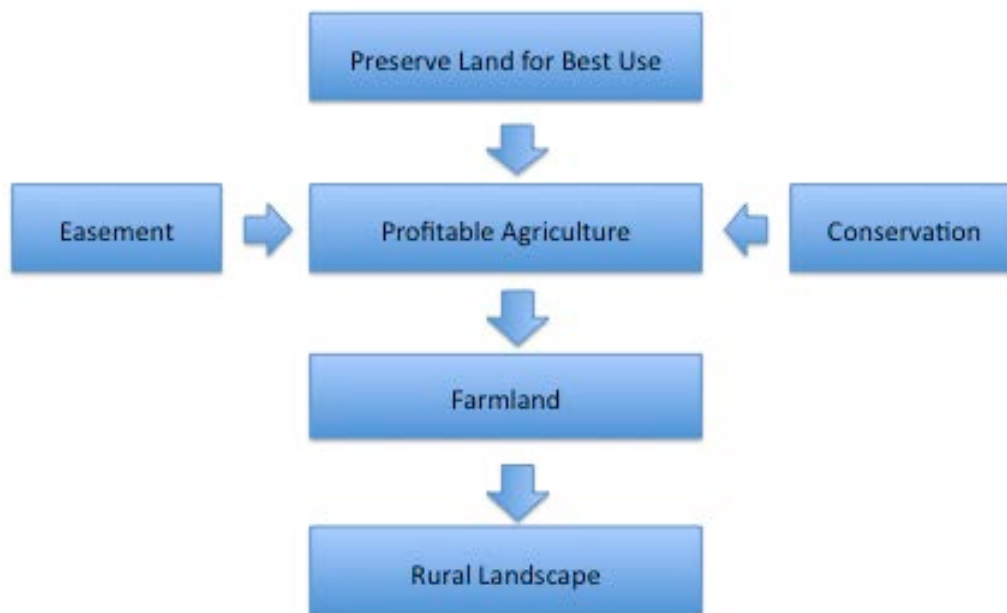 Preserve Land for Best Use
Easement
Profitable Agriculture
Conservation
Farmland
Rural Landscape